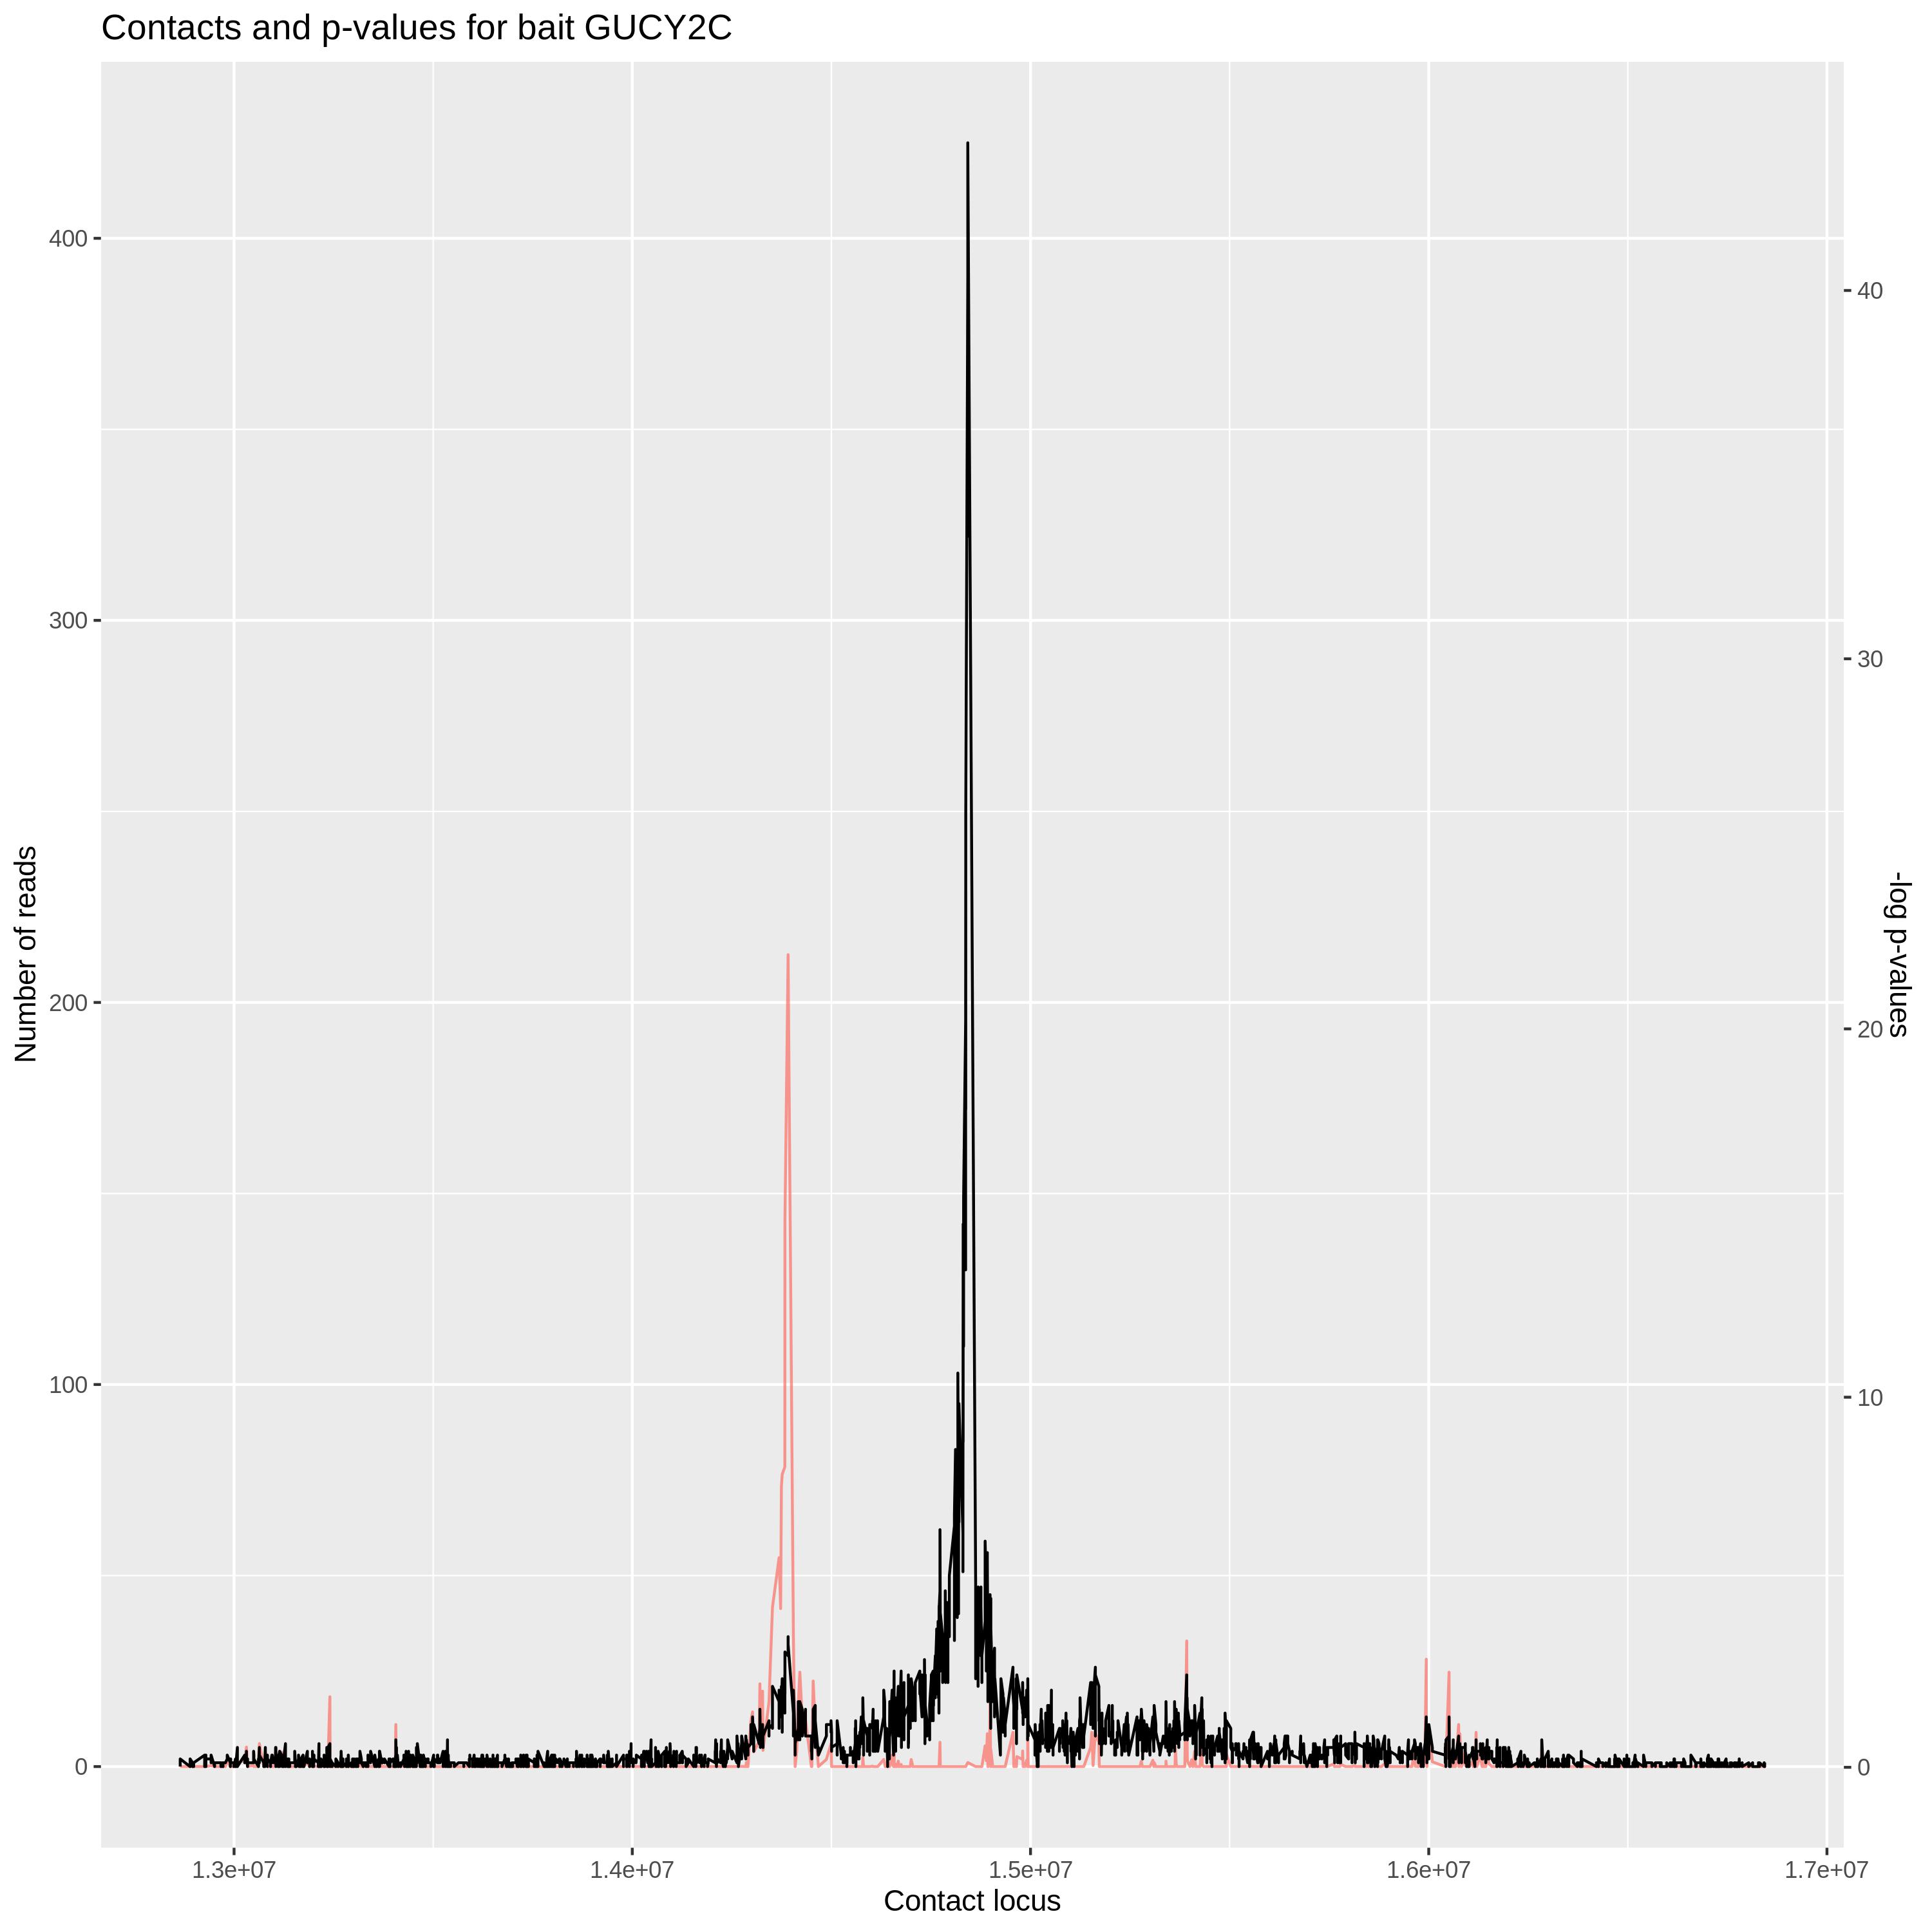 Contacts and p-values for bait GUCY2C
400
300
200
100
0
Number of reads
40
30
20
10
0
-log p-values
1.3e+07
1.4e+07
1.5e+07
1.6e+07
1.7e+07
Contact locus